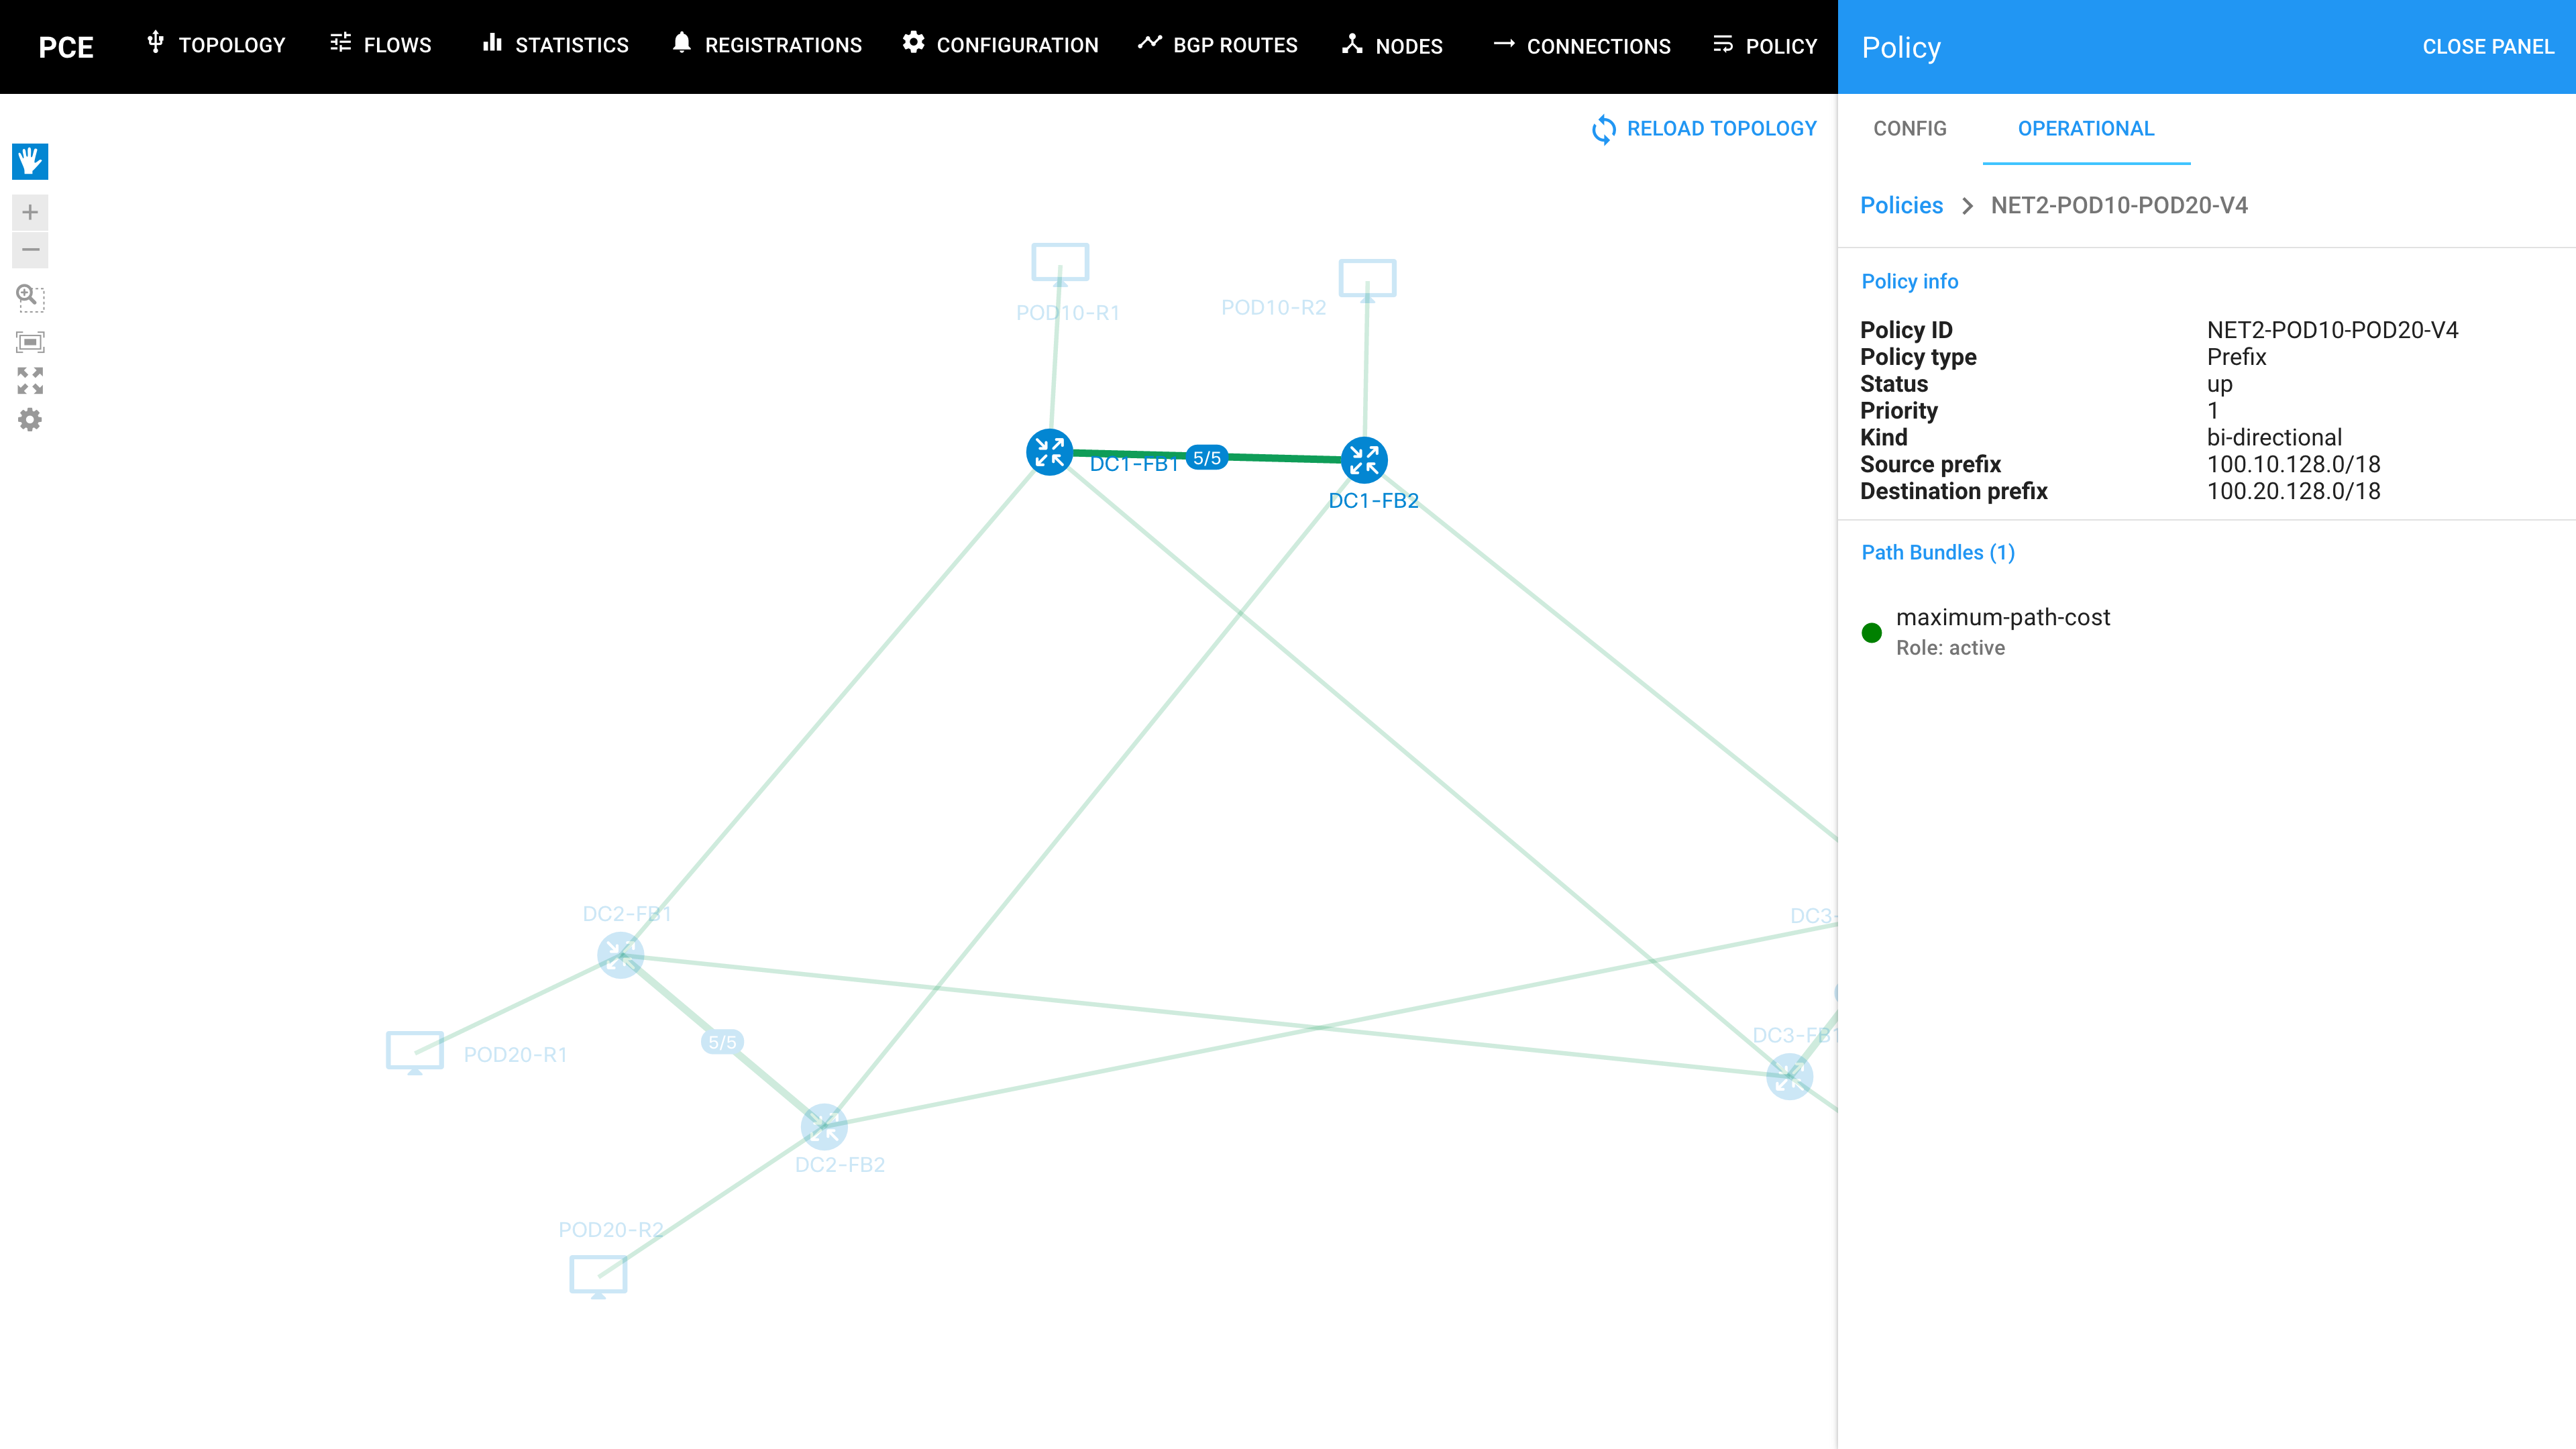 PCE
TOPOLOGY
FLOWS
STATISTICS
REGISTRATIONS
CONFIGURATION
BGP ROUTES
NODES
CONNECTIONS
POLICY
Policy
CLOSE PANEL
RELOAD TOPOLOGY
CONFIG
OPERATIONAL
Policies > NET2-POD10-POD20-V4
Policy info
Policy ID NET2-POD10-POD20-V4
Policy type Prefix
Status up
Priority 1
Kind bi-directional
Source prefix 100.10.128.0/18
Destination prefix 100.20.128.0/18
Path Bundles (1)
maximum-path-cost
Role: active
POD10-R1
POD10-R2
DC1-FB1
5/5
DC1-FB2
DC2-FB1
DC3-
POD20-R1
5/5
DC3-FB1
DC2-FB2
POD20-R2